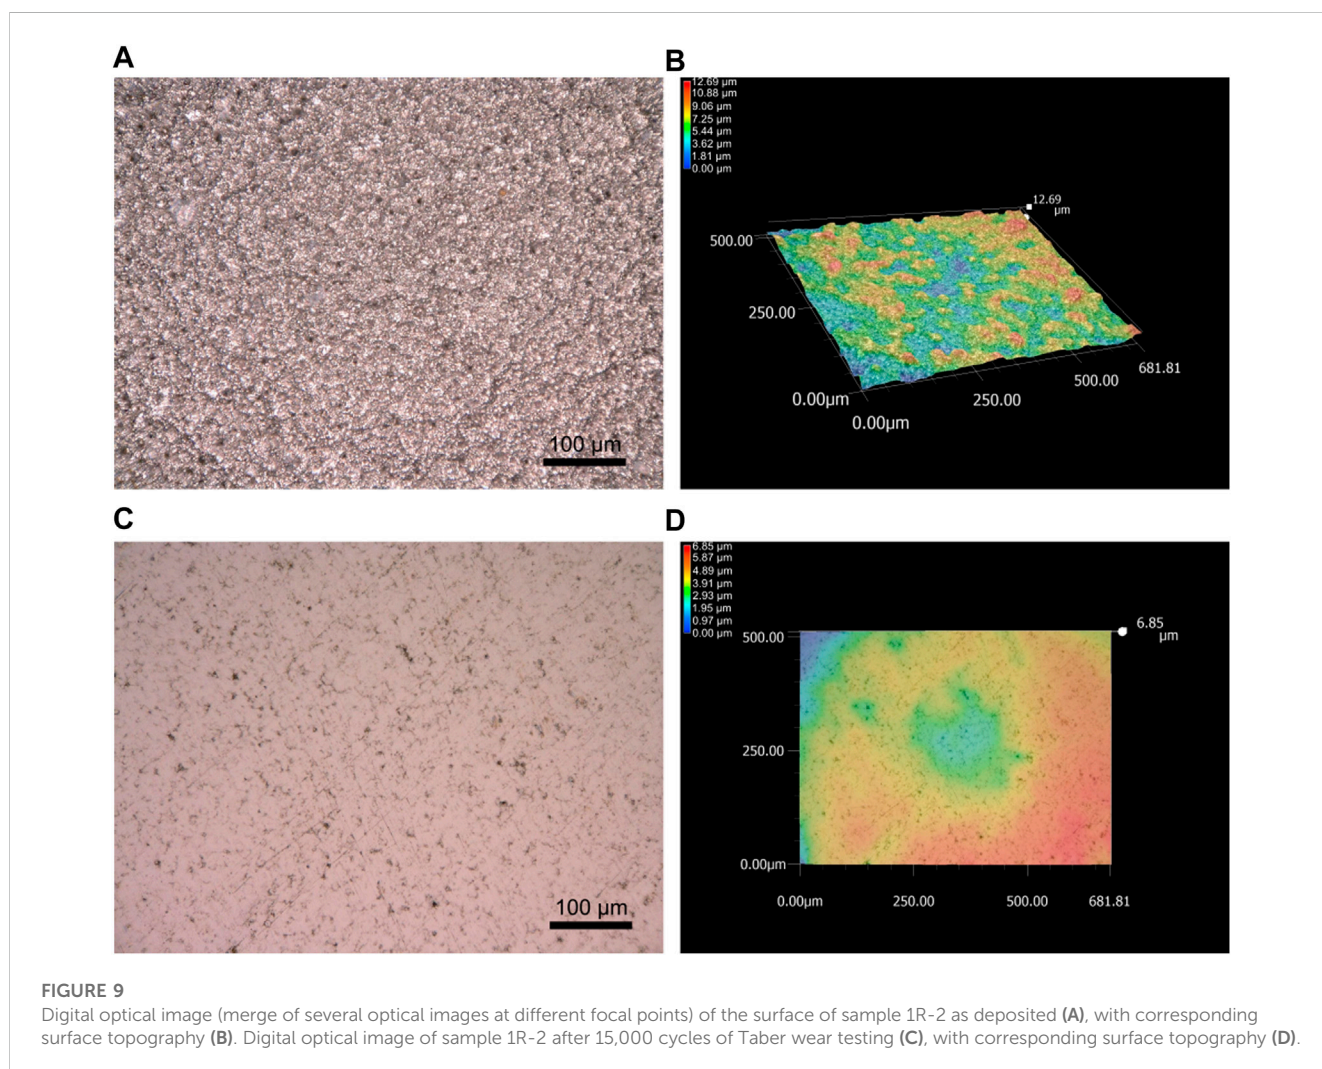 A
B
100 µm
12.69 µm
10.88 µm
9.06 µm
7.25 µm
5.44 µm
3.62 µm
1.81 µm
0.00 µm
12.69
µm
500.00
250.00
0.00µm
0.00µm
250.00
500.00
681.81
C
D
100 µm
6.85 µm
5.87 µm
4.89 µm
3.91 µm
2.93 µm
1.95 µm
0.97 µm
0.00 µm
6.85
µm
500.00
250.00
0.00µm
0.00µm
250.00
500.00
681.81
FIGURE 9
Digital optical image (merge of several optical images at different focal points) of the surface of sample 1R-2 as deposited (A), with corresponding
surface topography (B). Digital optical image of sample 1R-2 after 15,000 cycles of Taber wear testing (C), with corresponding surface topography (D).